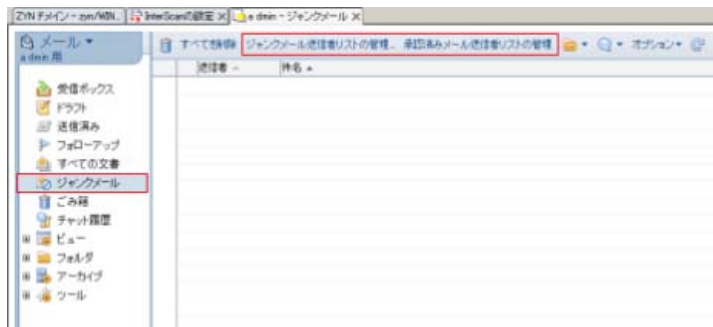 ZYN ドメイン - zyn/WIN...
InterScanの設定
admin - ジャンクメール
メール
admin 用
すべて削除
ジャンクメール送信者リストの管理... 承認済みメール送信者リストの管理
オプション
送信者
件名
受信ボックス
ドラフト
送信済み
フォローアップ
すべての文書
ジャンクメール
ごみ箱
チャット履歴
ビュー
フォルダ
アーカイブ
ツール